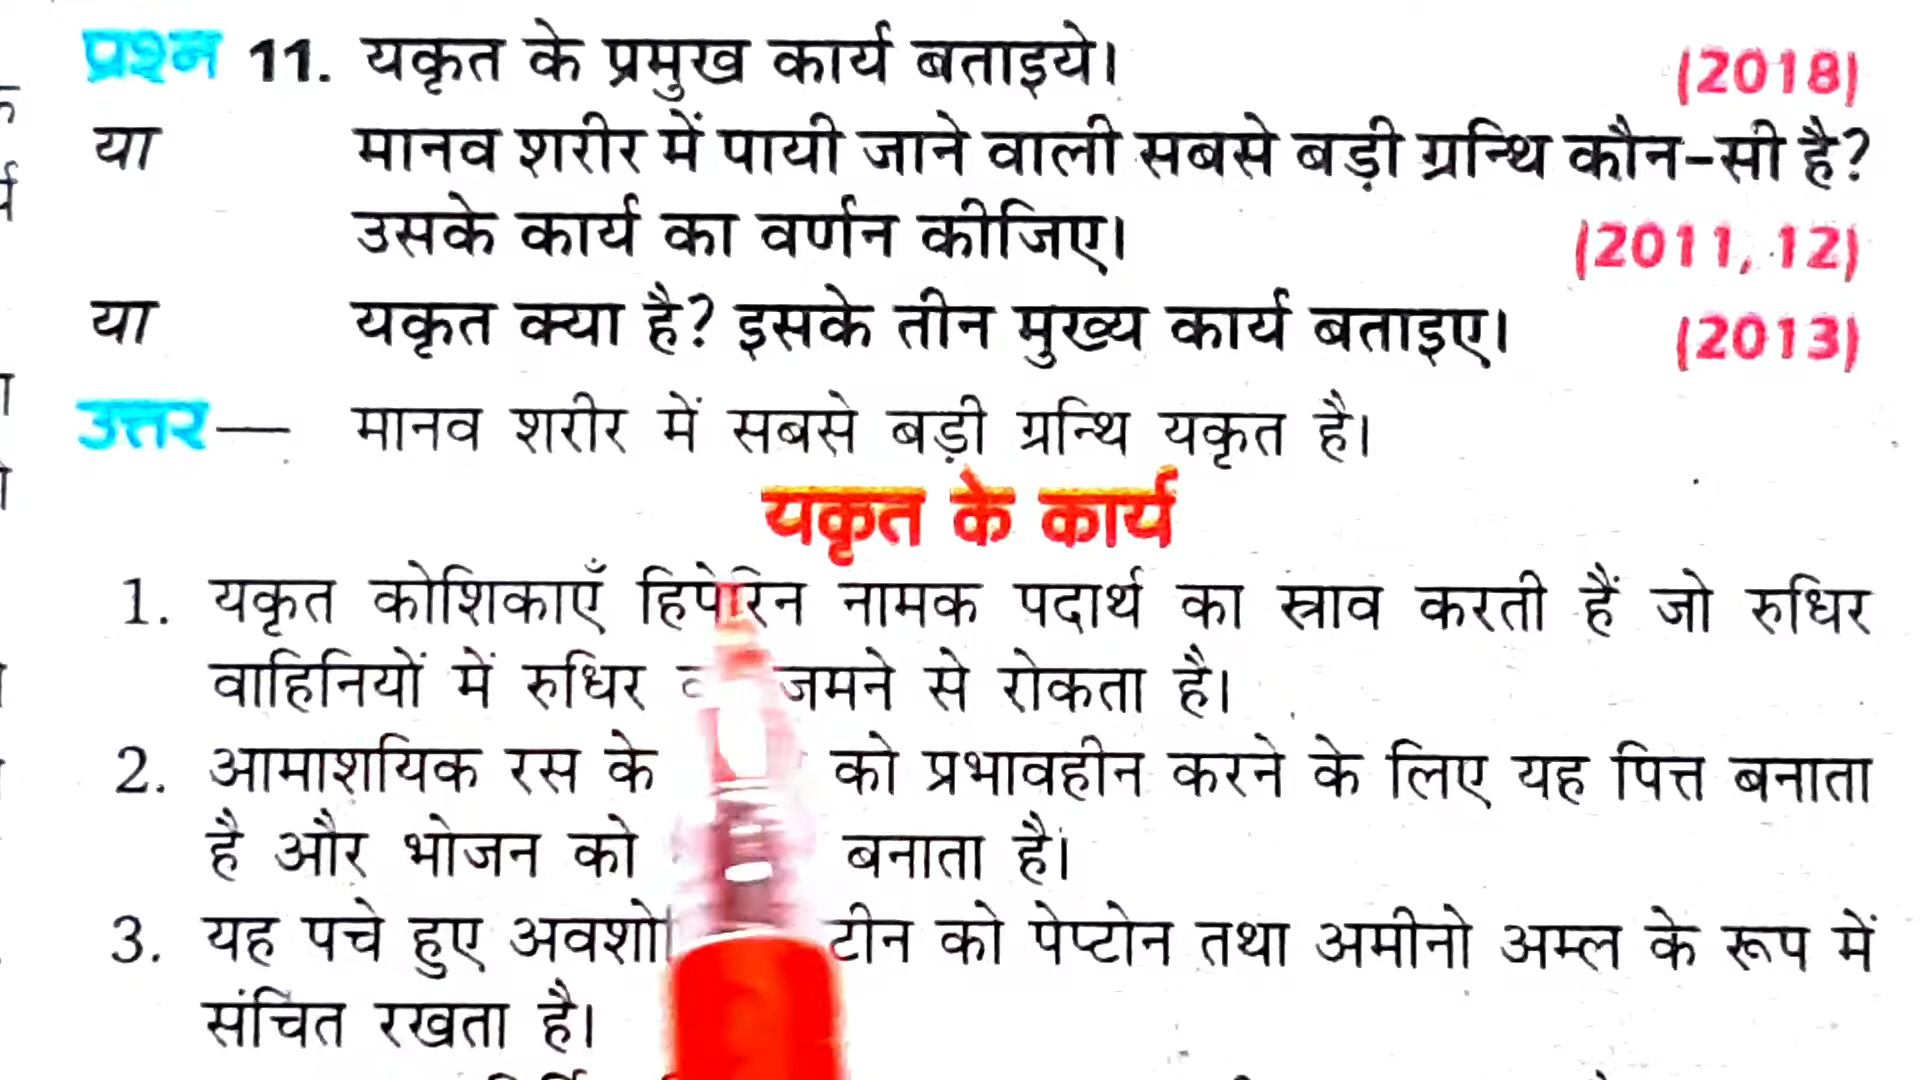 प्रश्न 11. यकृत के प्रमुख कार्य बताइये। (2018)
या मानव शरीर में पायी जाने वाली सबसे बड़ी ग्रन्थि कौन-सी है?
उसके कार्य का वर्णन कीजिए। (2011, 12)
या यकृत क्या है? इसके तीन मुख्य कार्य बताइए। (2013)
उत्तर— मानव शरीर में सबसे बड़ी ग्रन्थि यकृत है।
यकृत के कार्य
1. यकृत कोशिकाएँ हिपेरिन नामक पदार्थ का स्राव करती हैं जो रुधिर
वाहिनियों में रुधिर जमने से रोकता है।
2. आमाशयिक रस के को प्रभावहीन करने के लिए यह पित्त बनाता
है और भोजन को बनाता है।
3. यह पचे हुए को पेप्टोन तथा अमीनो अम्ल के रूप में
संचित रखता है।